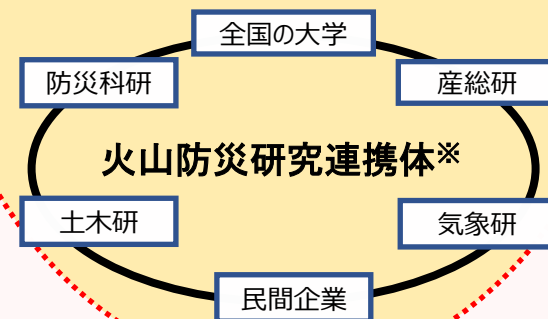 全国の大学
防災科研
産総研
火山防災研究連携体※
土木研
気象研
民間企業